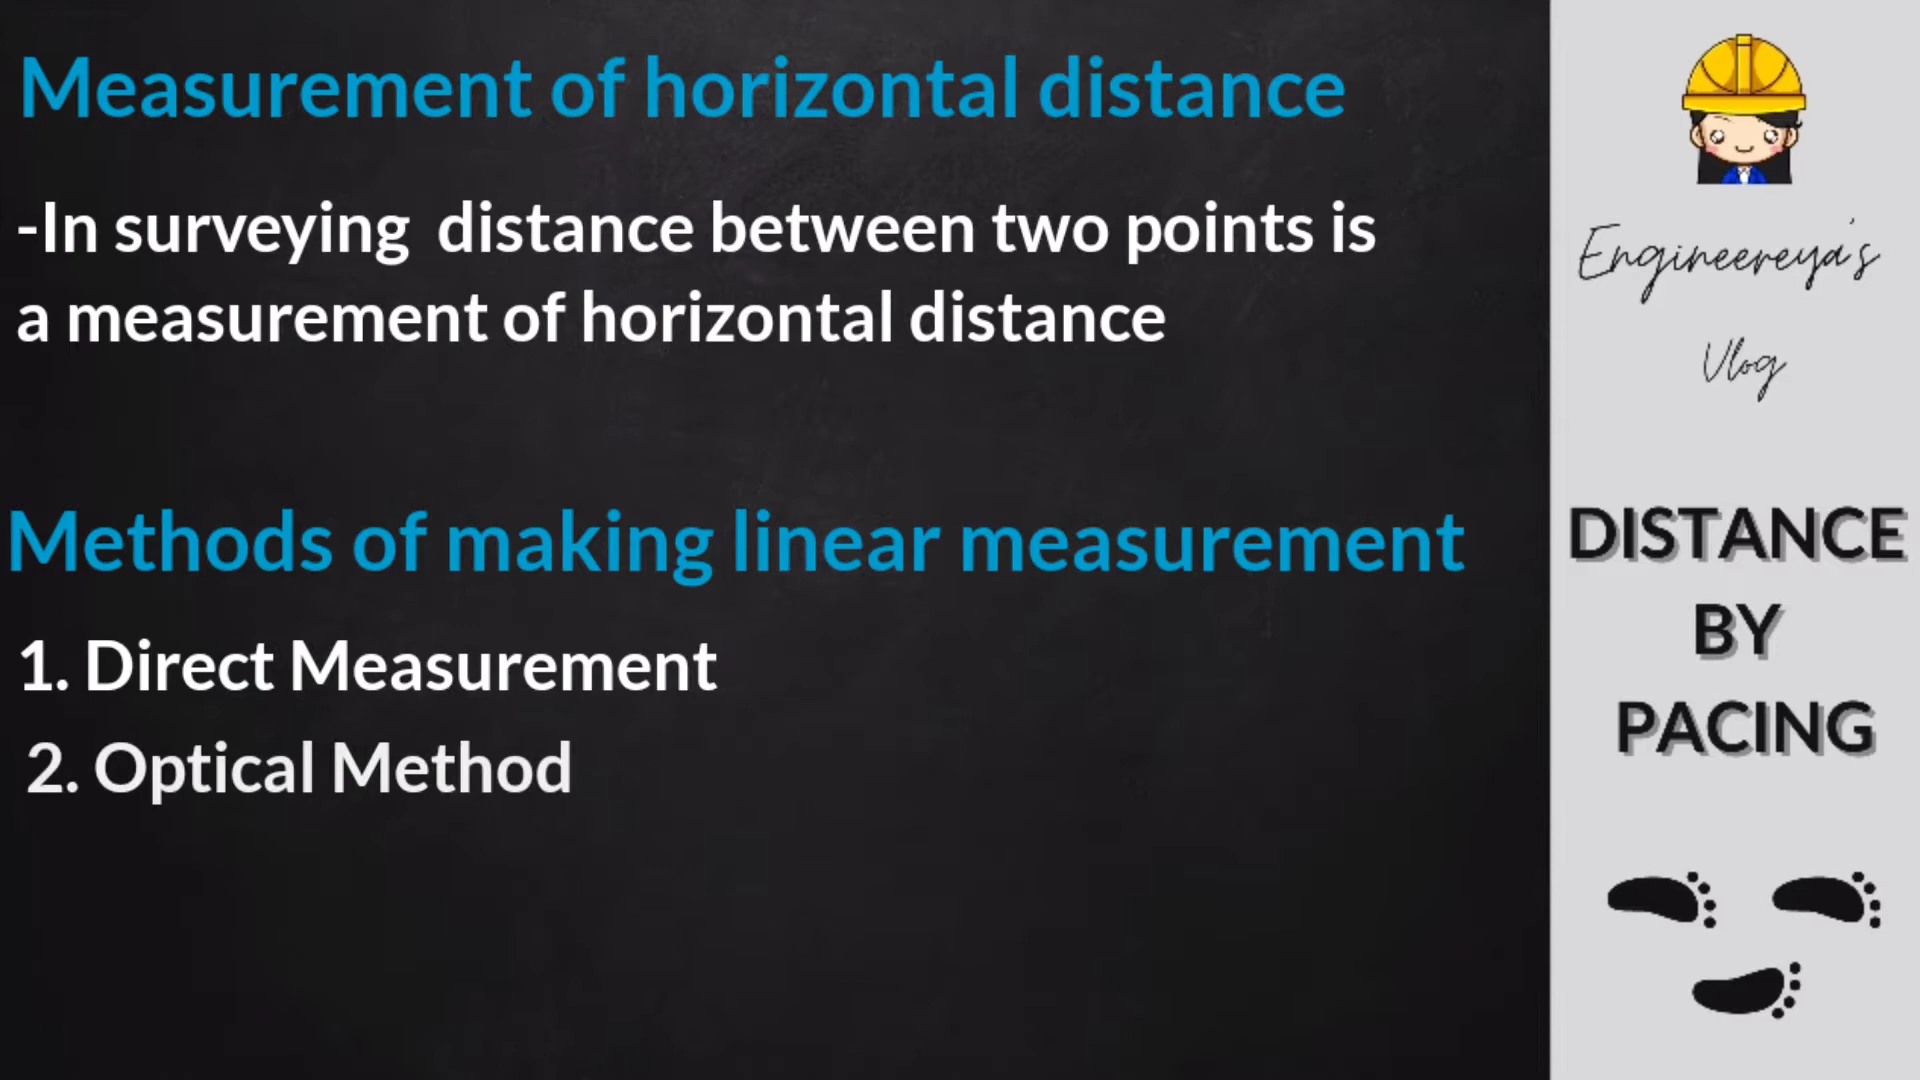 Measurement of horizontal distance
-In surveying distance between two points is
a measurement of horizontal distance
Methods of making linear measurement
1. Direct Measurement
2. Optical Method
Engineereya's
Vlog
DISTANCE
BY
PACING